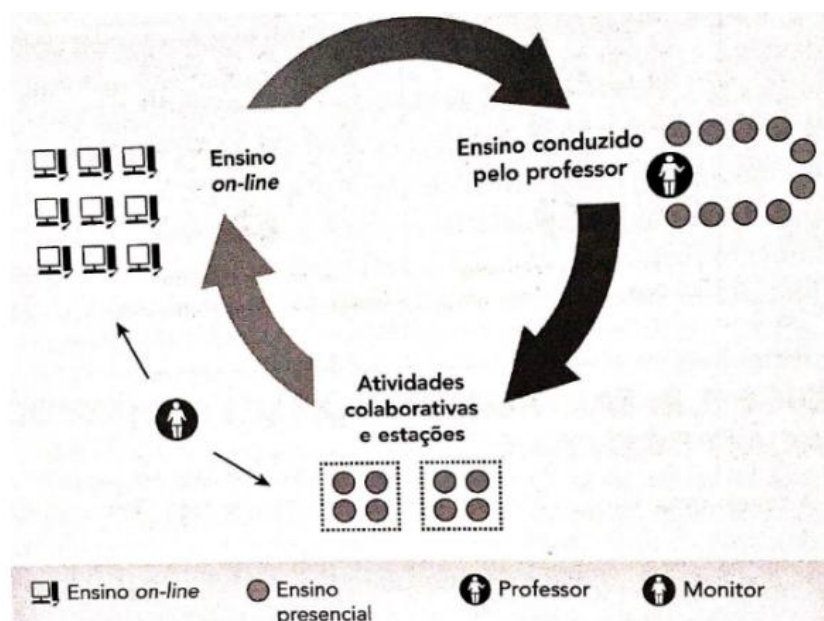 Ensino
on-line
Ensino conduzido
pelo professor
Atividades
colaborativas
e estações
Ensino on-line
Ensino
presencial
Professor
Monitor